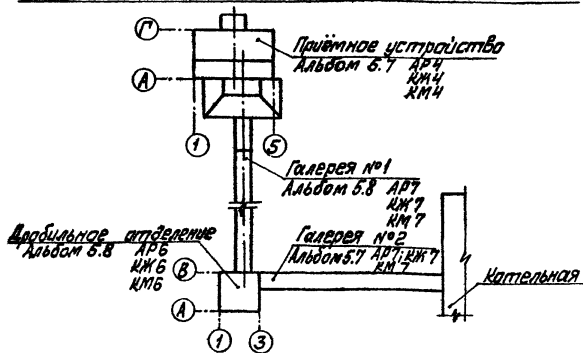 Г
Приёмное устройство
Альбом 5.7 АР4
КЖ4
КМ4
А
1
5
Галерея №1
Альбом 5.8 АР7
КЖ7
КМ7
Дробильное отделение
Альбом 5.8 АР6
КЖ6
КМ6
Галерея №2
Альбом 5.7 АР7; КЖ7
КМ7
В
Котельная
А
1
3